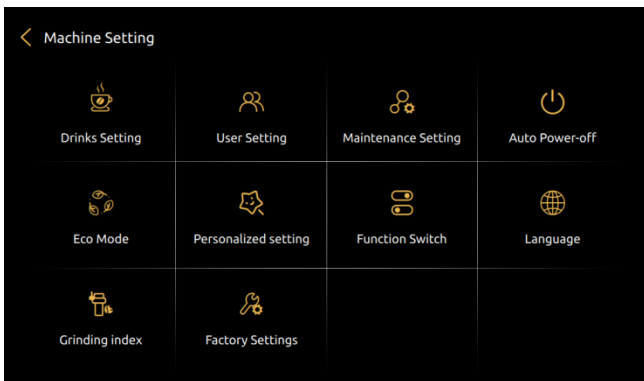 Machine Setting
Drinks Setting
User Setting
Maintenance Setting
Auto Power-off
Eco Mode
Personalized setting
Function Switch
Language
Grinding index
Factory Settings